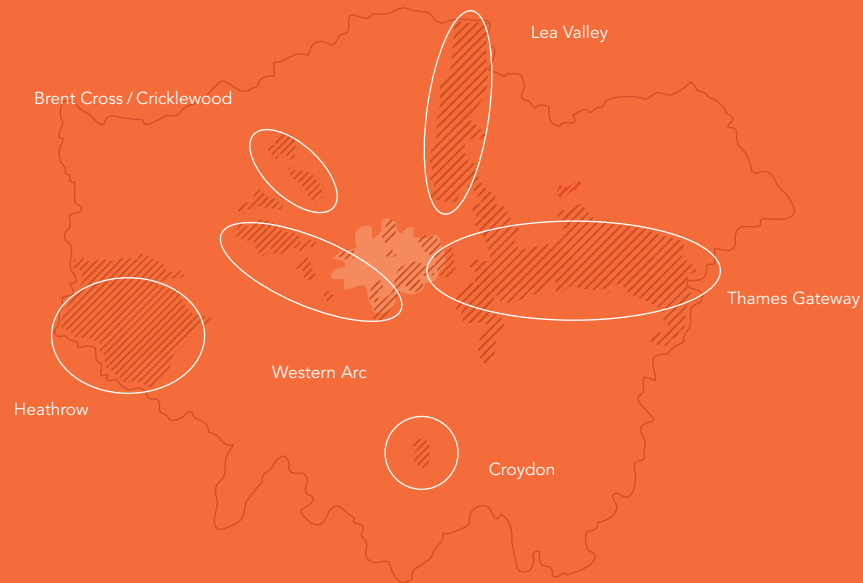 Lea Valley
Brent Cross / Cricklewood
Thames Gateway
Western Arc
Heathrow
Croydon